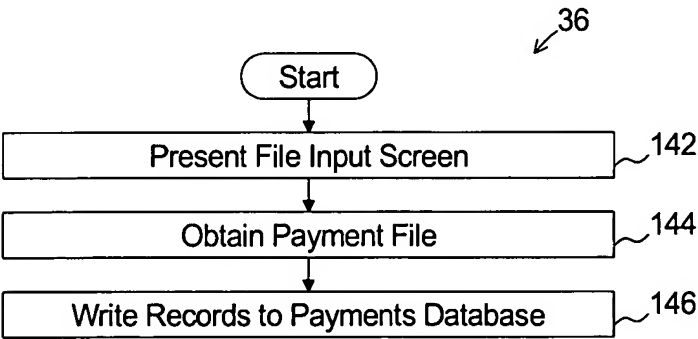 36
Start
Present File Input Screen
142
Obtain Payment File
144
Write Records to Payments Database
146